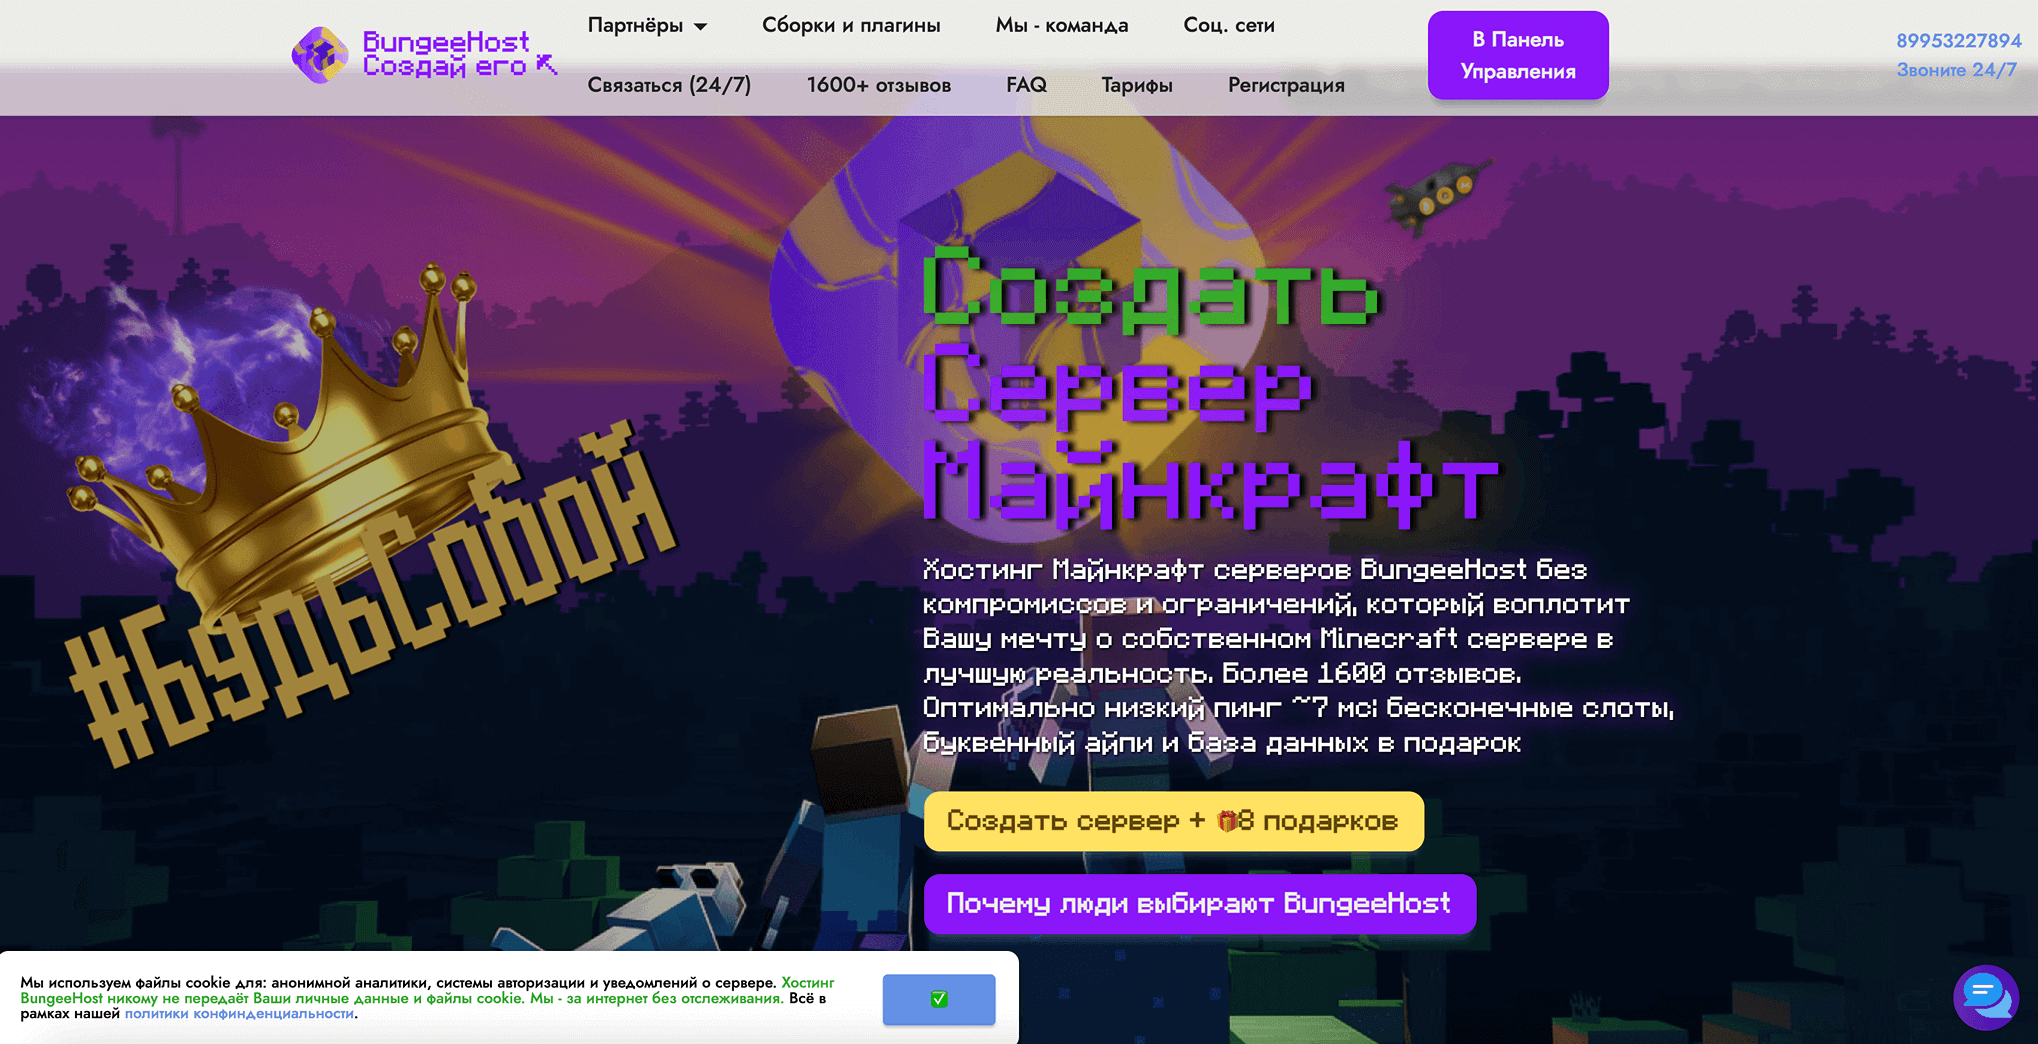 BungeeHost
Создай его
Партнёры
Сборки и плагины
Мы - команда
Соц. сети
Связаться (24/7)
1600+ отзывов
FAQ
Тарифы
Регистрация
В Панель
Управления
89953227894
Звоните 24/7
#БудьСобой
Создать
Сервер
Майнкрафт
Хостинг Майнкрафт серверов BungeeHost без
компромиссов и ограничений, который воплотит
Вашу мечту о собственном Minecraft сервере в
лучшую реальность. Более 1600 отзывов.
Оптимально низкий пинг ~7 мс; бесконечные слоты,
буквенный айпи и база данных в подарок
Создать сервер + 🎁8 подарков
Почему люди выбирают BungeeHost
Мы используем файлы cookie для: анонимной аналитики, системы авторизации и уведомлений о сервере. Хостинг
BungeeHost никому не передаёт Ваши личные данные и файлы cookie. Мы - за интернет без отслеживания. Всё в
рамках нашей политики конфинденциальности.